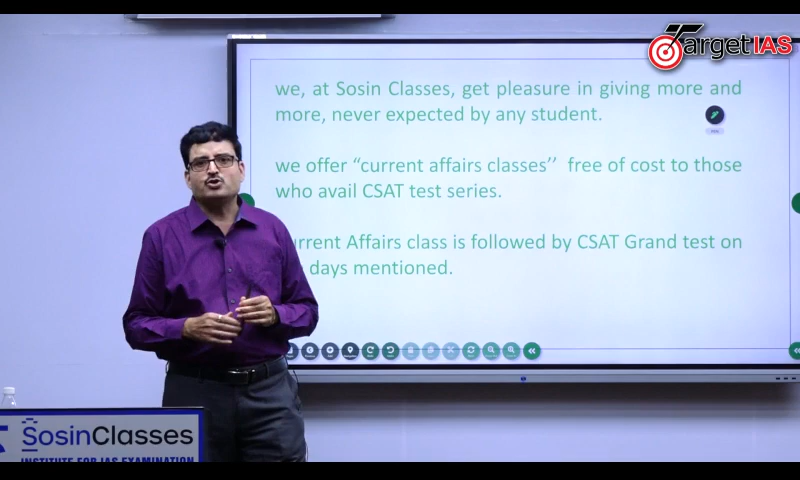 Target IAS
we, at Sosin Classes, get pleasure in giving more and
more, never expected by any student.
we offer “current affairs classes’’ free of cost to those
who avail CSAT test series.
urrent Affairs class is followed by CSAT Grand test on
days mentioned.
SosinClasses
INSTITUTE FOR IAS EXAMINATION